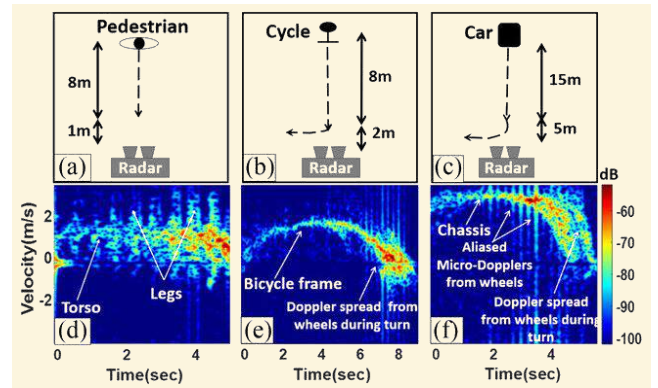 Pedestrian
8m
1m
Radar
(a)
Cycle
8m
2m
Radar
(b)
Car
15m
5m
Radar
(c)
Velocity(m/s)
2
0
-2
Torso
Legs
(d)
0
2
4
Time(sec)
Bicycle frame
Doppler spread from
wheels during turn
(e)
0
2
4
6
8
Time(sec)
Chassis
Aliased
Micro-Dopplers
from wheels
Doppler spread
from wheels during
turn
(f)
0
2
4
Time(sec)
dB
-60
-70
-80
-90
-100